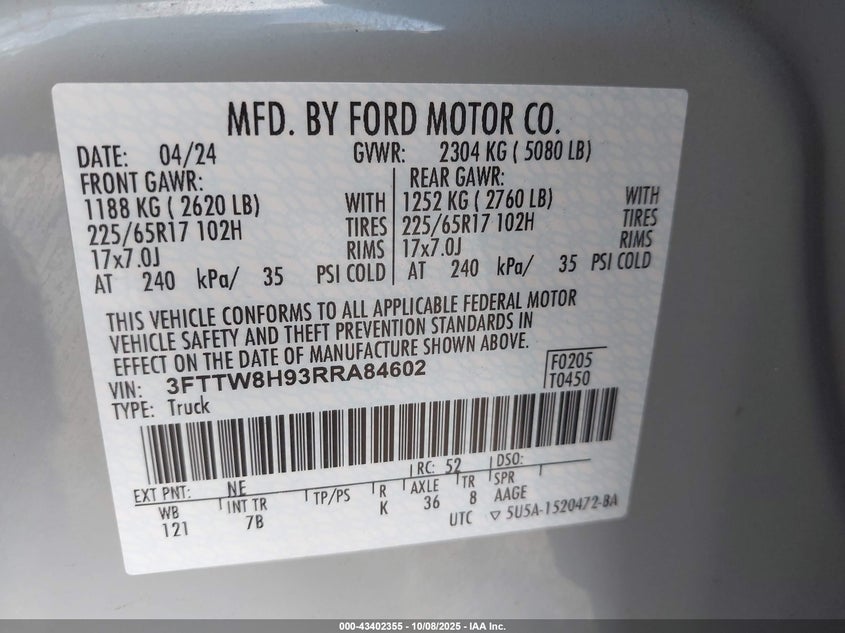 MFD. BY FORD MOTOR CO.
DATE: 04/24 GVWR: 2304 KG ( 5080 LB)
FRONT GAWR: REAR GAWR:
1188 KG ( 2620 LB) WITH 1252 KG ( 2760 LB) WITH
225/65R17 102H TIRES 225/65R17 102H TIRES
17x7.0J RIMS 17x7.0J RIMS
AT 240 kPa/ 35 PSI COLD AT 240 kPa/ 35 PSI COLD
THIS VEHICLE CONFORMS TO ALL APPLICABLE FEDERAL MOTOR
VEHICLE SAFETY AND THEFT PREVENTION STANDARDS IN
EFFECT ON THE DATE OF MANUFACTURE SHOWN ABOVE.
VIN: 3FTTW8H93RRA84602 F0205
TYPE: Truck T0450
EXT PNT: NE RC: 52 DSO:
WB INT TR TP/PS R AXLE TR SPR
121 7B K 36 8 AAGE
UTC ▽ 5U5A-1520472-BA
000-43402355 | 10/08/2025 - IAA Inc.